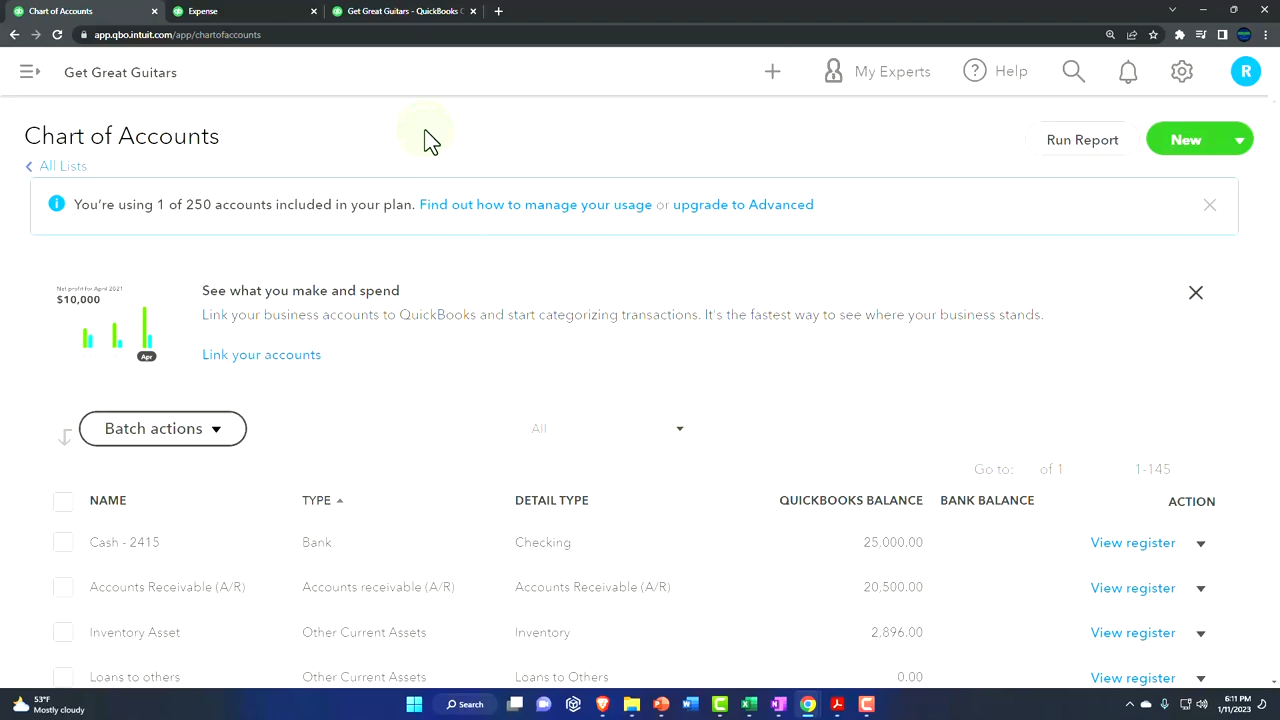 Chart of Accounts
Expense
Get Great Guitars - QuickBooks
app.qbo.intuit.com/app/chartofaccounts
Get Great Guitars
My Experts
Help
R
Chart of Accounts
All Lists
Run Report
New
You're using 1 of 250 accounts included in your plan. Find out how to manage your usage or upgrade to Advanced
Net profit for April 2021
$10,000
Apr
See what you make and spend
Link your business accounts to QuickBooks and start categorizing transactions. It's the fastest way to see where your business stands.
Link your accounts
Batch actions
All
Go to: of 1 1-145
NAME TYPE DETAIL TYPE QUICKBOOKS BALANCE BANK BALANCE ACTION
Cash - 2415 Bank Checking 25,000.00 View register
Accounts Receivable (A/R) Accounts receivable (A/R) Accounts Receivable (A/R) 20,500.00 View register
Inventory Asset Other Current Assets Inventory 2,896.00 View register
Loans to others Other Current Assets Loans to Others 0.00 View register
53°F
Mostly cloudy
Search
6:11 PM
1/11/2023